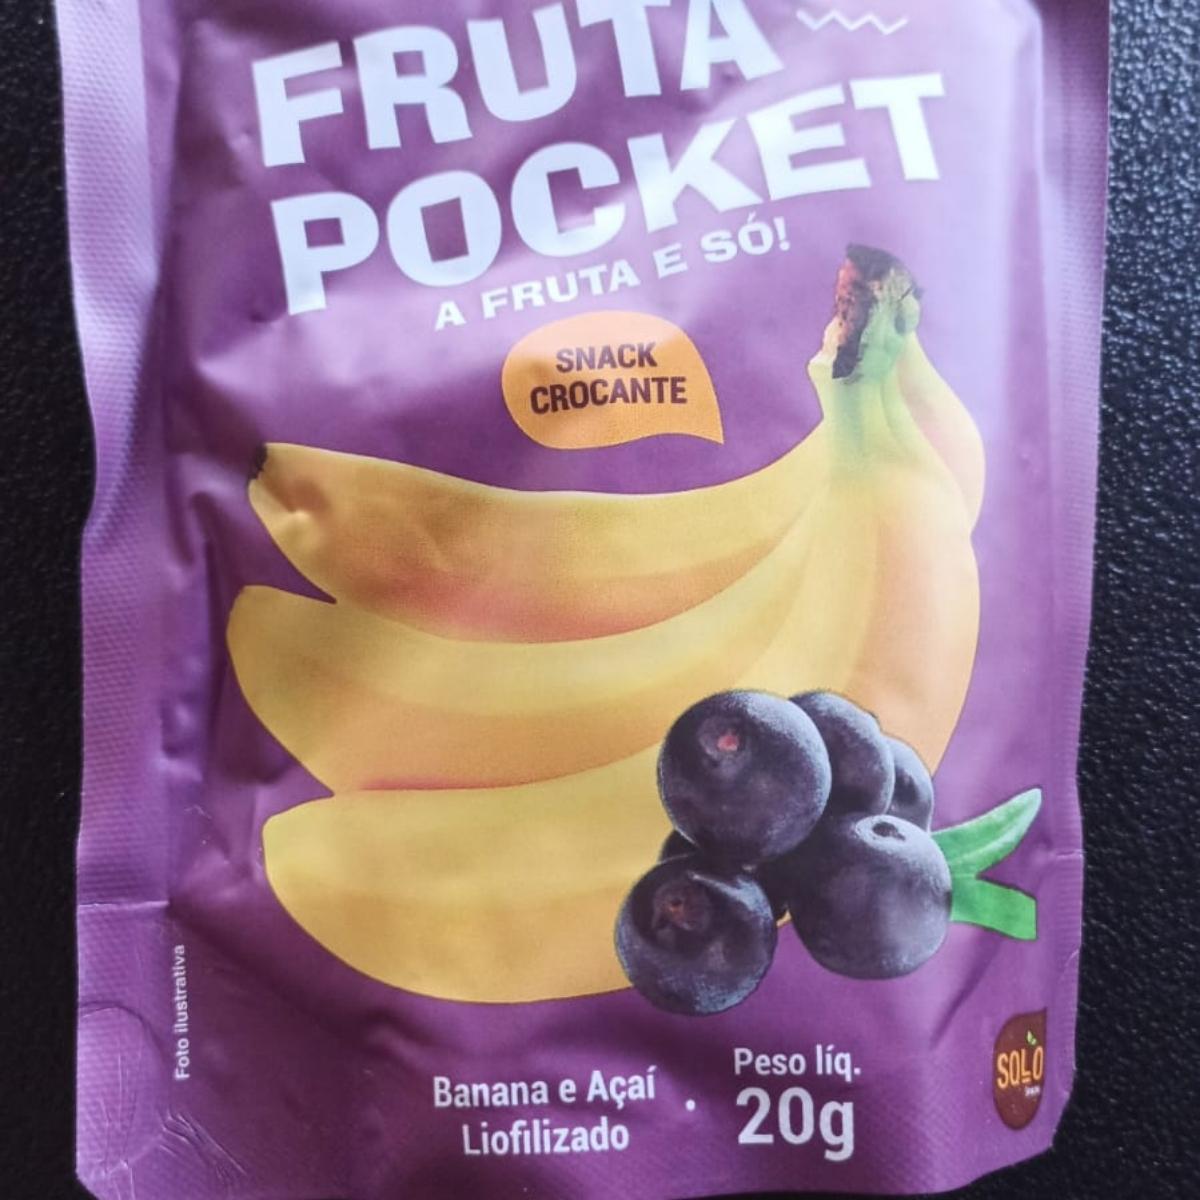 FRUTA
POCKET
A FRUTA E SÓ!
SNACK
CROCANTE
Foto ilustrativa
Banana e Açaí
Liofilizado
.
Peso líq.
20g
SOLO